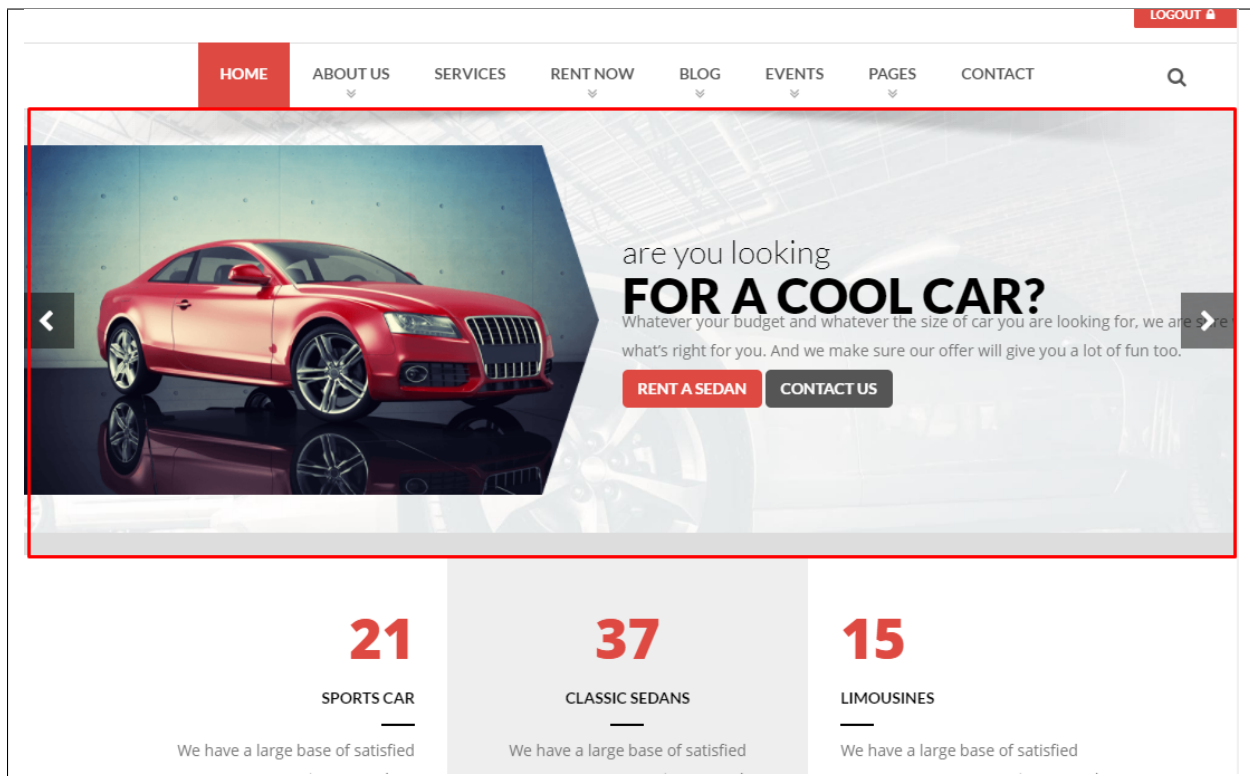 LOGOUT
HOME ABOUT US SERVICES RENT NOW BLOG EVENTS PAGES CONTACT
are you looking
FOR A COOL CAR?
Whatever your budget and whatever the size of car you are looking for, we are sure
what's right for you. And we make sure our offer will give you a lot of fun too.
RENT A SEDAN CONTACT US
21 37 15
SPORTS CAR CLASSIC SEDANS LIMOUSINES
We have a large base of satisfied We have a large base of satisfied We have a large base of satisfied